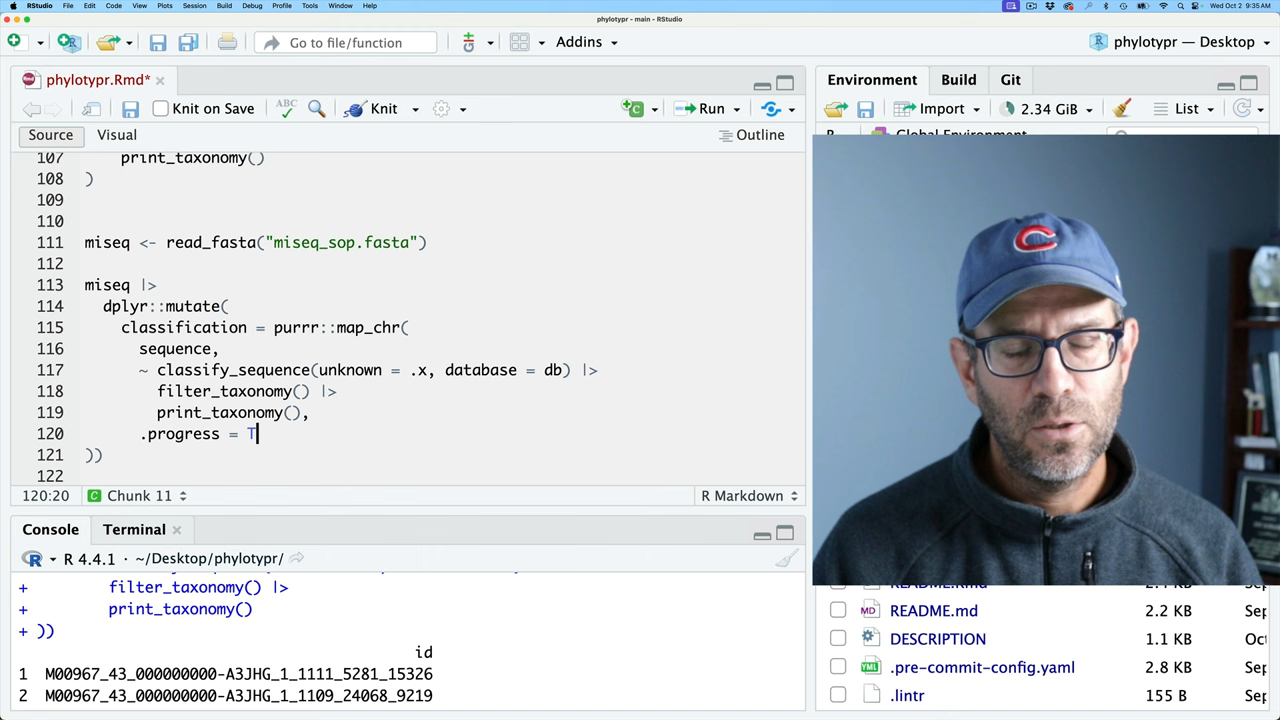 RStudio File Edit Code View Plots Session Build Debug Profile Tools Window Help Wed Oct 2 9:35AM
phylotypr - main - RStudio
Go to file/function Addins phylotypr — Desktop
phylotypr.Rmd* Environment Build Git
Knit on Save ABC Knit Run Import 2.34 GiB List
Source Visual Outline
107 print_taxonomy()
108 )
109
110
111 miseq <- read_fasta("miseq_sop.fasta")
112
113 miseq |>
114 dplyr::mutate(
115 classification = purrr::map_chr(
116 sequence,
117 ~ classify_sequence(unknown = .x, database = db) |>
118 filter_taxonomy() |>
119 print_taxonomy(),
120 .progress = T
121 ))
122
120:20 C Chunk 11 R Markdown
Console Terminal
R 4.4.1 · ~/Desktop/phylotypr/
+ filter_taxonomy() |>
+ print_taxonomy()
+ ))
id
1 M00967_43_000000000-A3JHG_1_1111_5281_15326
2 M00967_43_000000000-A3JHG_1_1109_24068_9219
C
README.md 2.2 KB Sep
DESCRIPTION 1.1 KB Oct
.pre-commit-config.yaml 2.8 KB Sep
.lintr 155 B Sep